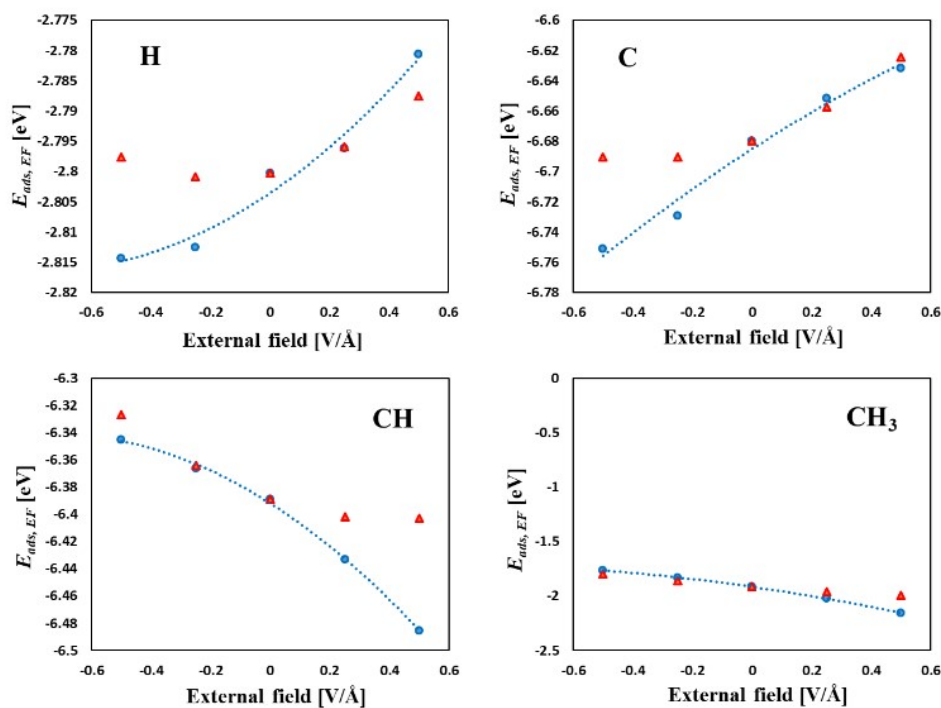 H
E_ads, EF [eV]
-2.775
-2.78
-2.785
-2.79
-2.795
-2.8
-2.805
-2.81
-2.815
-2.82
-0.6 -0.4 -0.2 0 0.2 0.4 0.6
External field [V/Å]
C
E_ads, EF [eV]
-6.6
-6.62
-6.64
-6.66
-6.68
-6.7
-6.72
-6.74
-6.76
-6.78
-0.6 -0.4 -0.2 0 0.2 0.4 0.6
External field [V/Å]
CH
E_ads, EF [eV]
-6.3
-6.32
-6.34
-6.36
-6.38
-6.4
-6.42
-6.44
-6.46
-6.48
-6.5
-0.6 -0.4 -0.2 0 0.2 0.4 0.6
External field [V/Å]
CH₃
E_ads, EF [eV]
0
-0.5
-1
-1.5
-2
-2.5
-0.6 -0.4 -0.2 0 0.2 0.4 0.6
External field [V/Å]